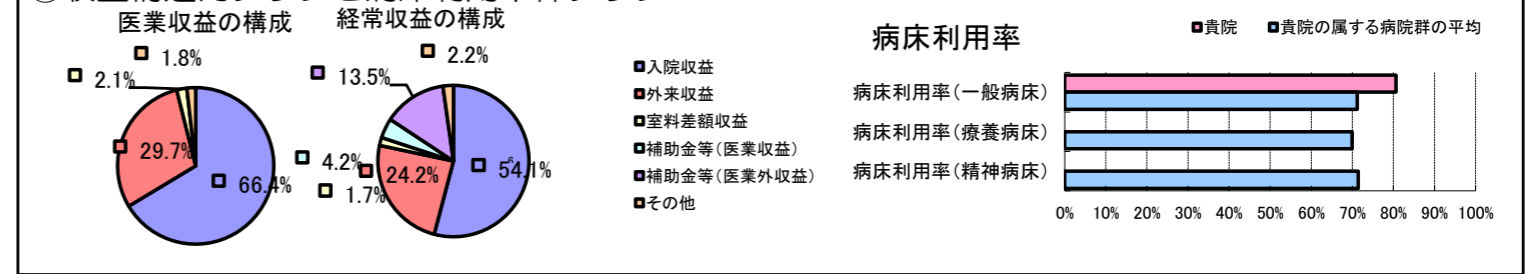 医業収益の構成
1.8%
2.1%
29.7%
66.4%
経常収益の構成
2.2%
13.5%
4.2%
1.7%
24.2%
54.1%
入院収益
外来収益
室料差額収益
補助金等(医業収益)
補助金等(医業外収益)
その他
病床利用率
貴院 貴院の属する病院群の平均
病床利用率(一般病床)
病床利用率(療養病床)
病床利用率(精神病床)
0% 10% 20% 30% 40% 50% 60% 70% 80% 90% 100%